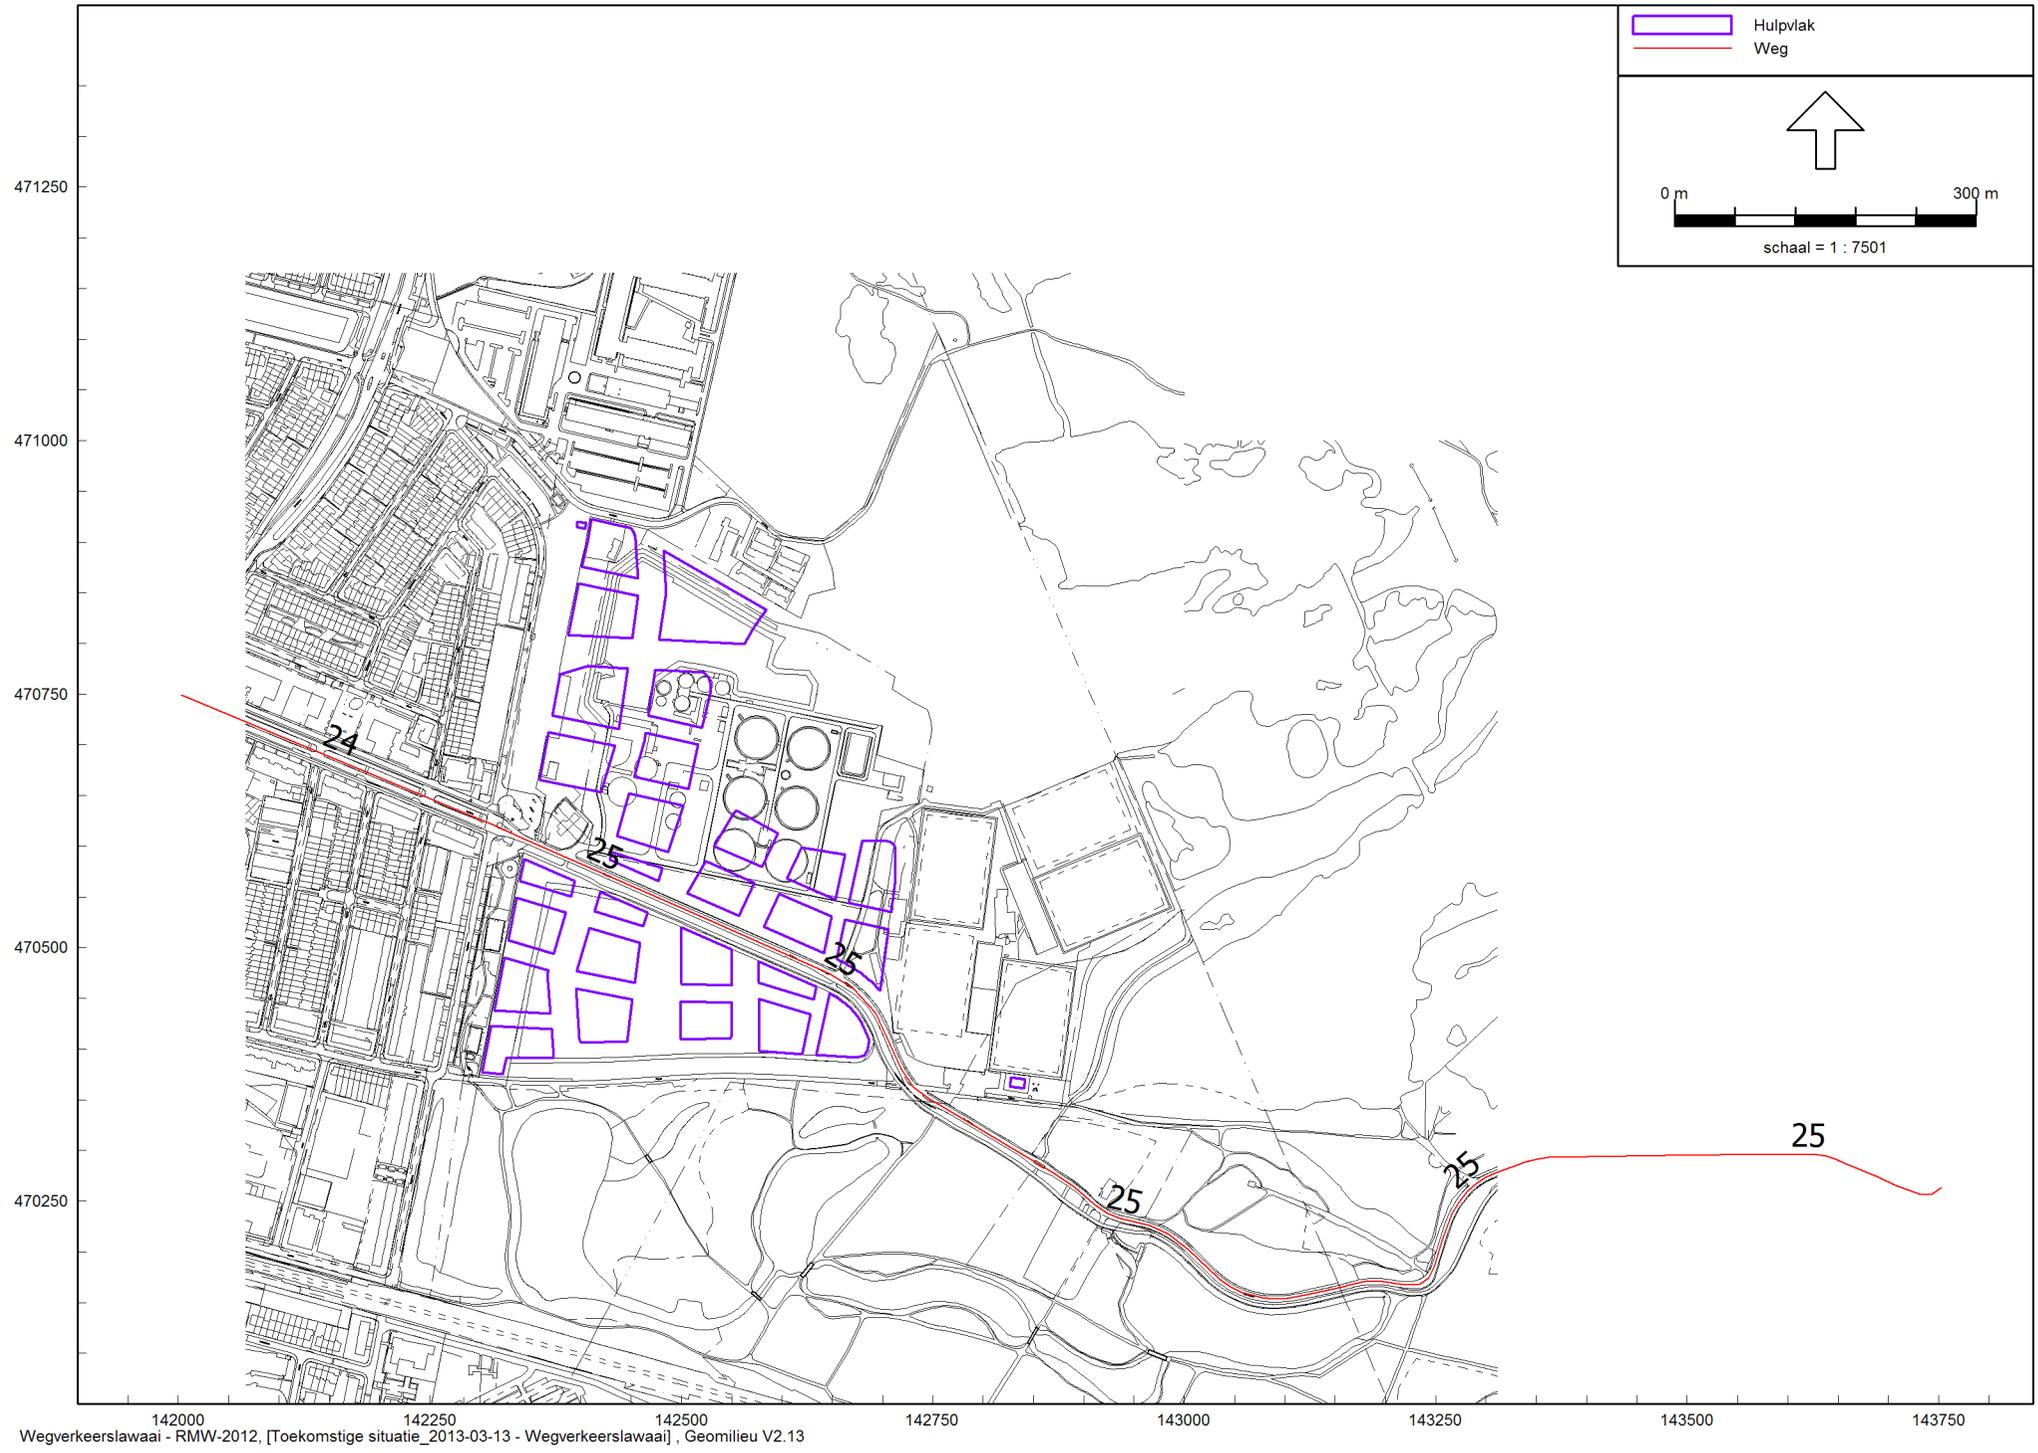 Hulpvlak
Weg
0 m 300 m
schaal = 1 : 7501
471250
471000
470750
470500
470250
24
25
25
25
25
25
142000 142250 142500 142750 143000 143250 143500 143750
Wegverkeerslawaai - RMW-2012, [Toekomstige situatie_2013-03-13 - Wegverkeerslawaai] , Geomilieu V2.13